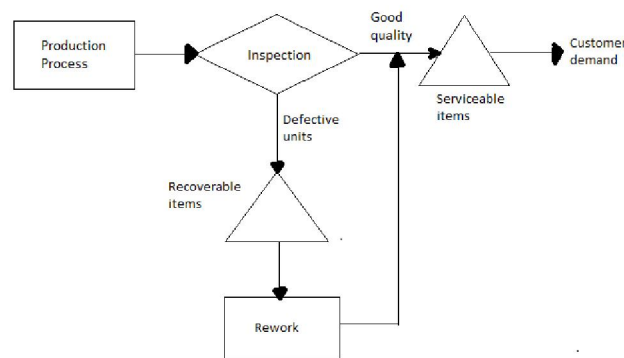 Production
Process
Inspection
Good
quality
Customer
demand
Serviceable
items
Defective
units
Recoverable
items
Rework